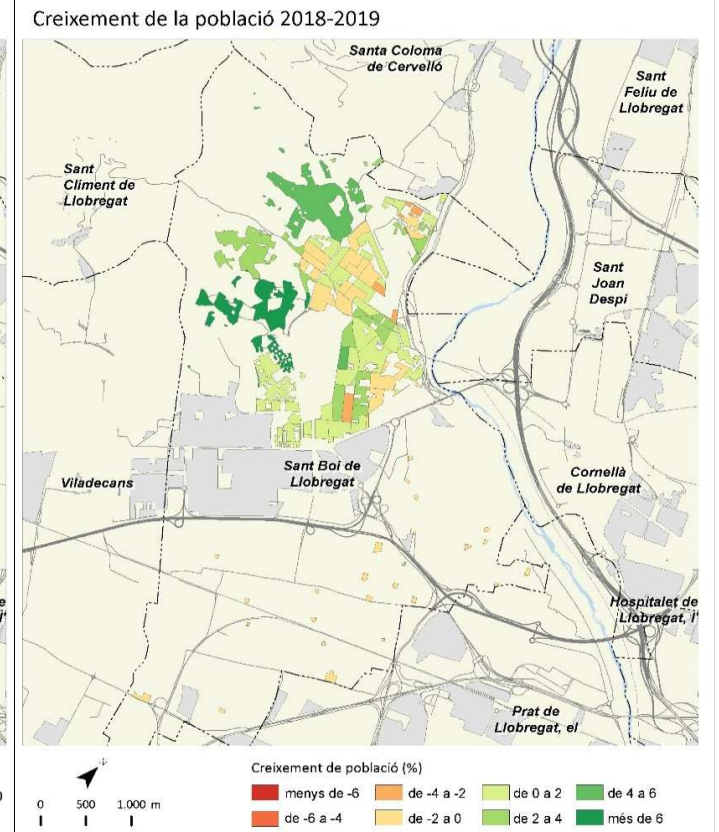 Creixement de la població 2018-2019
Santa Coloma
de Cervelló
Sant
Feliu de
Llobregat
Sant
Climent de
Llobregat
Sant
Joan
Despí
Viladecans
Sant Boi de
Llobregat
Cornellà
de Llobregat
Hospitalet de
Llobregat, l'
Prat de
Llobregat, el
Creixement de població (%)
menys de -6
de -4 a -2
de 0 a 2
de 4 a 6
de -6 a -4
de -2 a 0
de 2 a 4
més de 6
0 500 1.000 m